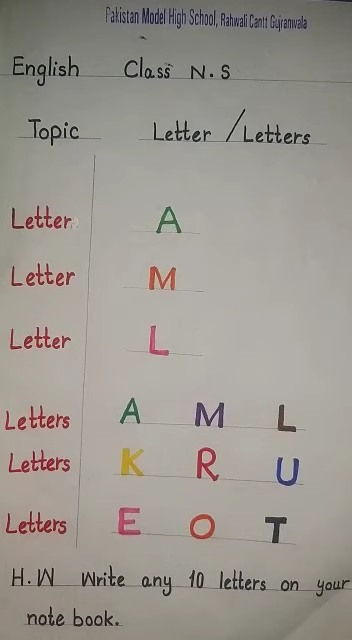 Pakistan Model High School, Rahwali Cantt Gujranwala
English Class N.S
Topic Letter / Letters
Letter A
Letter M
Letter L
Letters A M L
Letters K R U
Letters E O T
H.W Write any 10 letters on your
note book.